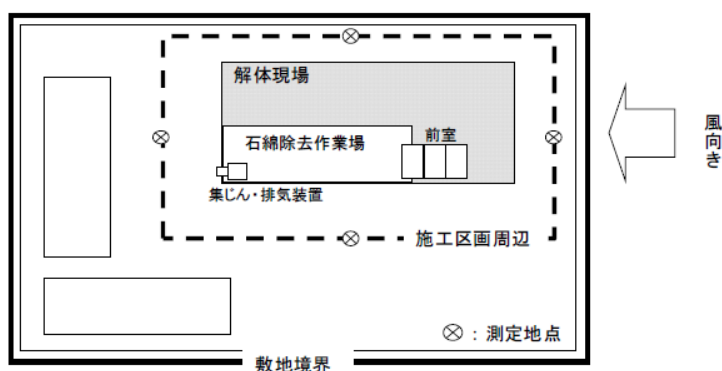 解体現場
石綿除去作業場
前室
集じん・排気装置
施工区画周辺
風向き
⊗：測定地点
敷地境界